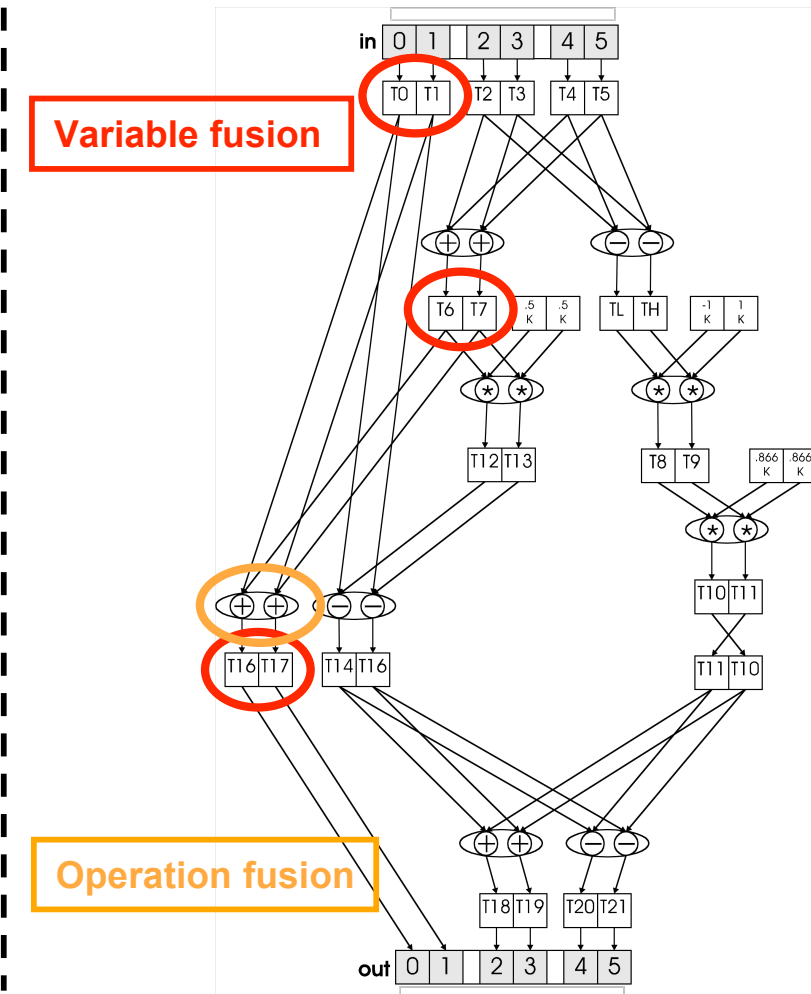 in 0 1 2 3 4 5
T0 T1 T2 T3 T4 T5
Variable fusion
+ + − −
T6 T7 .5 K .5 K TL TH -1 K 1 K
* * * *
T12 T13 T8 T9 .866 K .866 K
* *
T10 T11
+ + − −
T16 T17 T14 T16 T11 T10
+ + − −
Operation fusion
T18 T19 T20 T21
out 0 1 2 3 4 5